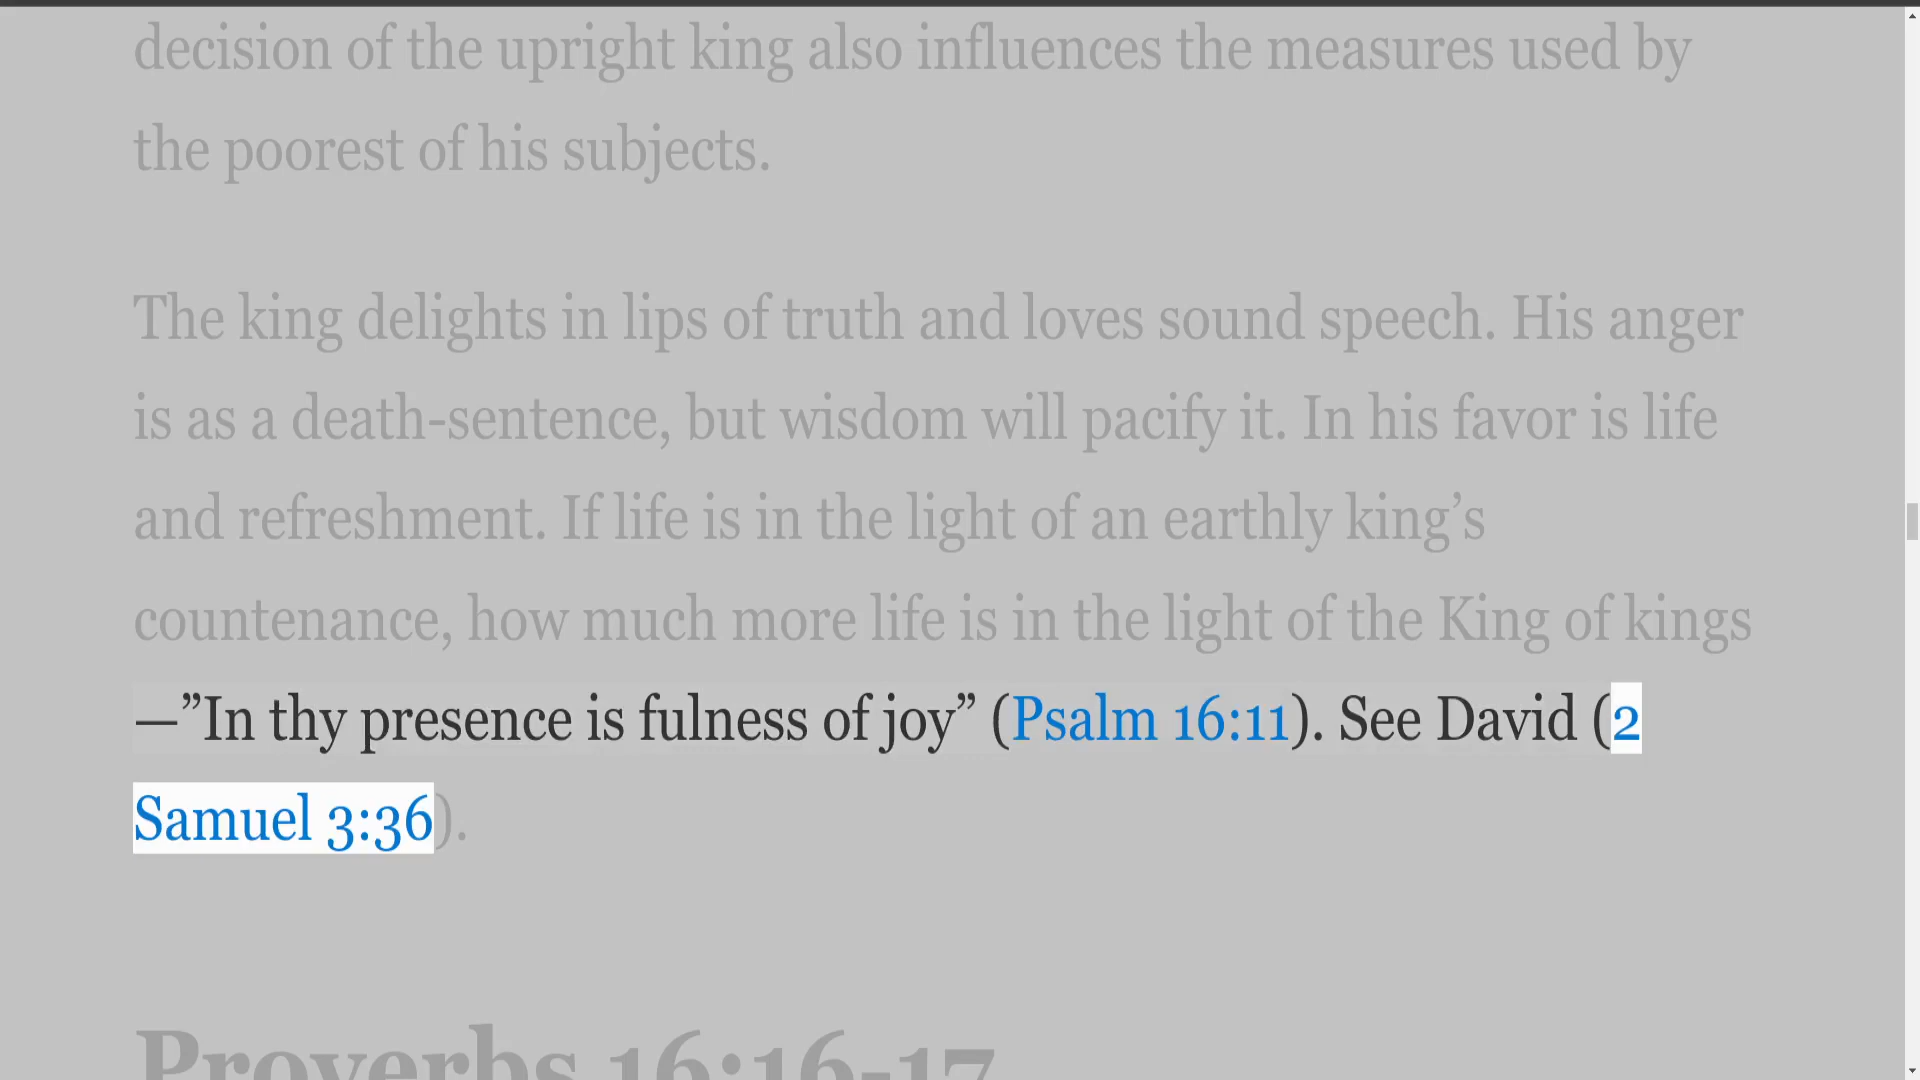 decision of the upright king also influences the measures used by
the poorest of his subjects.
The king delights in lips of truth and loves sound speech. His anger
is as a death-sentence, but wisdom will pacify it. In his favor is life
and refreshment. If life is in the light of an earthly king’s
countenance, how much more life is in the light of the King of kings
—”In thy presence is fulness of joy” (Psalm 16:11). See David (2
Samuel 3:36).
Proverbs 16:16-17